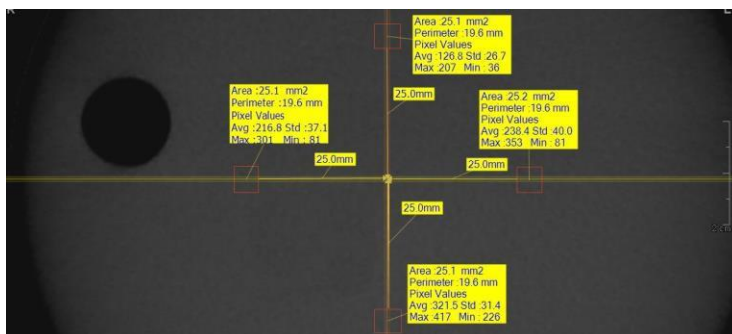 Area :25.1 mm2
Perimeter :19.6 mm
Pixel Values
Avg :126.8 Std :26.7
Max :207 Min : 36
25.0mm
Area :25.1 mm2
Perimeter :19.6 mm
Pixel Values
Avg :216.8 Std :37.1
Max :301 Min : 81
25.0mm
Area :25.2 mm2
Perimeter :19.6 mm
Pixel Values
Avg :238.4 Std :40.0
Max :353 Min : 81
25.0mm
25.0mm
Area :25.1 mm2
Perimeter :19.6 mm
Pixel Values
Avg :321.5 Std :31.4
Max :417 Min : 226